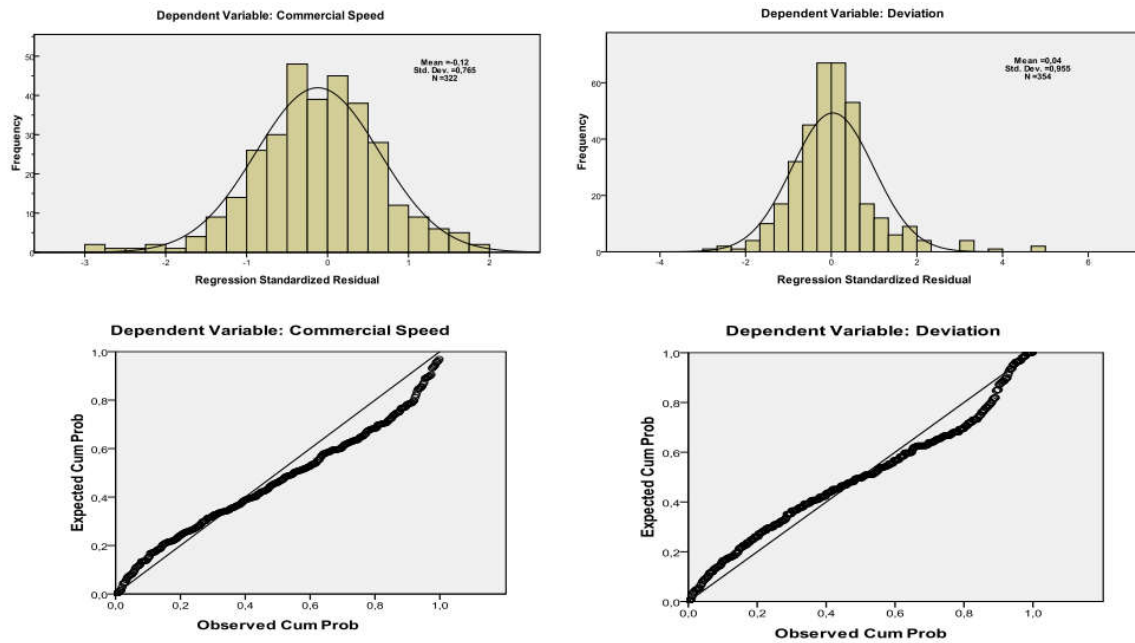 Dependent Variable: Commercial Speed
Mean =-0,12
Std. Dev. =0,765
N =322
50
40
30
20
10
0
Frequency
-3 -2 -1 0 1 2
Regression Standardized Residual
Dependent Variable: Deviation
Mean =0,04
Std. Dev. =0,955
N =354
60
40
20
0
Frequency
-4 -2 0 2 4 6
Regression Standardized Residual
Dependent Variable: Commercial Speed
1,0
0,8
0,6
0,4
0,2
0,0
Expected Cum Prob
0,0 0,2 0,4 0,6 0,8 1,0
Observed Cum Prob
Dependent Variable: Deviation
1,0
0,8
0,6
0,4
0,2
0,0
Expected Cum Prob
0,0 0,2 0,4 0,6 0,8 1,0
Observed Cum Prob